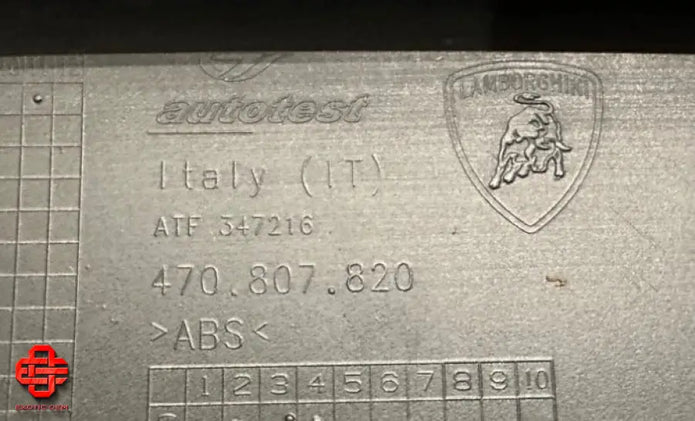 autotest
LAMBORGHINI
Italy (IT)
ATF 347216
470.807.820
>ABS<
1 2 3 4 5 6 7 8 9 10